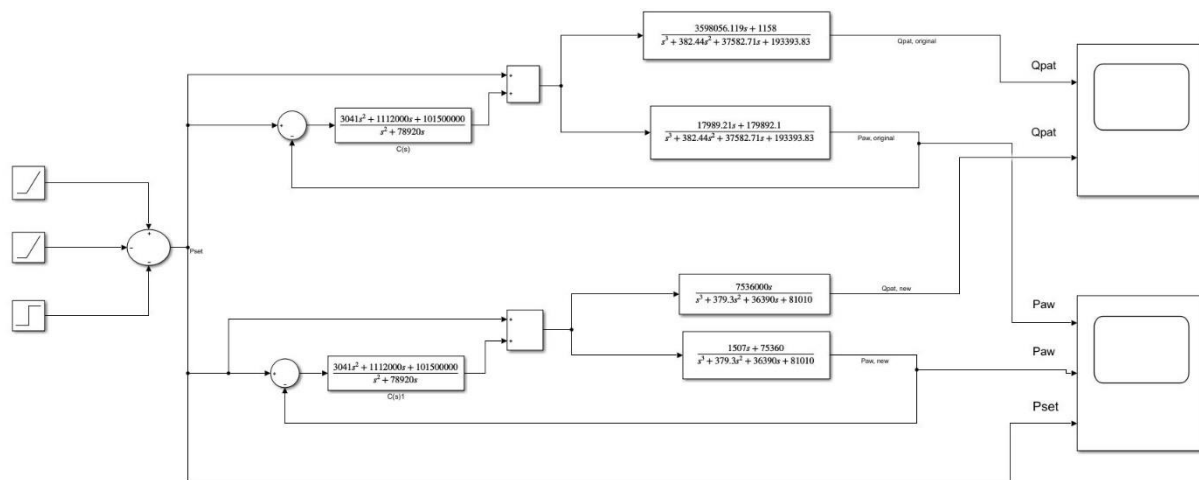 3598056.119s + 1158
s³ + 382.44s² + 37582.71s + 193393.83
Qpat, original
Qpat
+
+
3041s² + 1112000s + 101500000
s² + 78920s
C(s)
+
−
17989.21s + 179892.1
s³ + 382.44s² + 37582.71s + 193393.83
Paw, original
Qpat
+
−
−
Pset
7536000s
s³ + 379.3s² + 36390s + 81010
Qpat, new
Paw
+
+
1507s + 75360
s³ + 379.3s² + 36390s + 81010
Paw, new
Paw
+
−
3041s² + 1112000s + 101500000
s² + 78920s
C(s)1
Pset